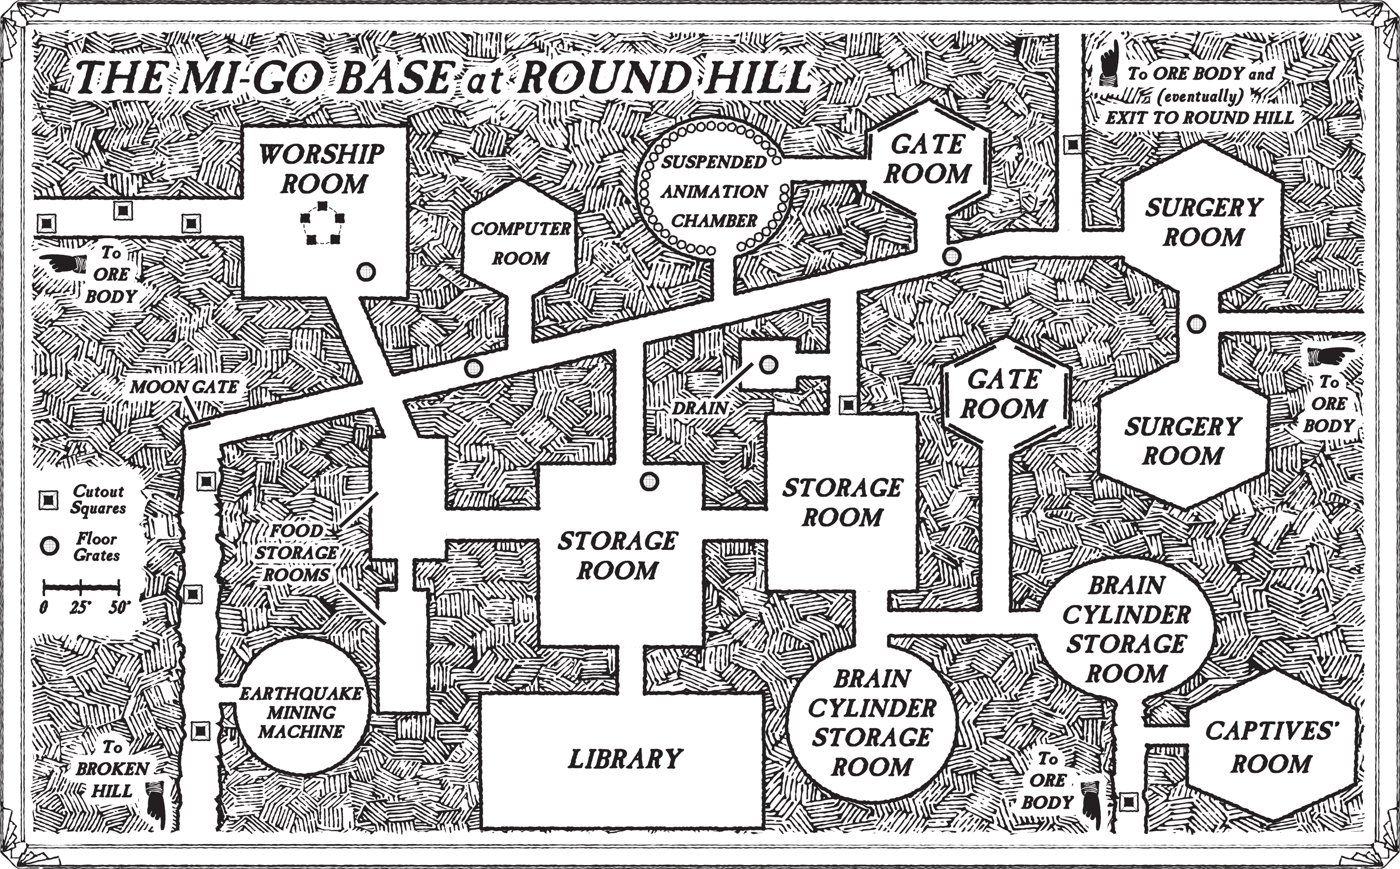 THE MI-GO BASE at ROUND HILL
To ORE BODY and
(eventually)
EXIT TO ROUND HILL
WORSHIP
ROOM
COMPUTER
ROOM
SUSPENDED
ANIMATION
CHAMBER
GATE
ROOM
SURGERY
ROOM
To
ORE
BODY
MOON GATE
DRAIN
GATE
ROOM
SURGERY
ROOM
To
ORE
BODY
Cutout
Squares
Floor
Grates
0 25' 50'
FOOD
STORAGE
ROOMS
STORAGE
ROOM
STORAGE
ROOM
BRAIN
CYLINDER
STORAGE
ROOM
EARTHQUAKE
MINING
MACHINE
To
BROKEN
HILL
LIBRARY
BRAIN
CYLINDER
STORAGE
ROOM
To
ORE
BODY
CAPTIVES'
ROOM